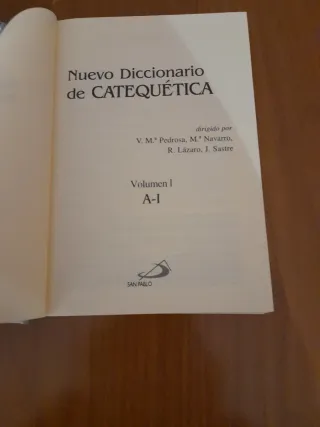 Nuevo Diccionario
de CATEQUÉTICA
dirigido por
V. M.ª Pedrosa, M.ª Navarro,
R. Lázaro, J. Sastre
Volumen I
A-I
SAN PABLO